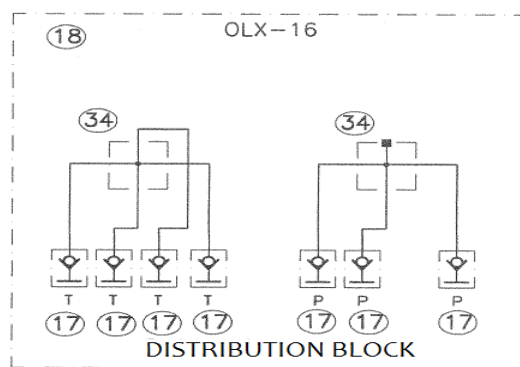 18 OLX-16
34 34
T T T T P P P
17 17 17 17 17 17 17
DISTRIBUTION BLOCK